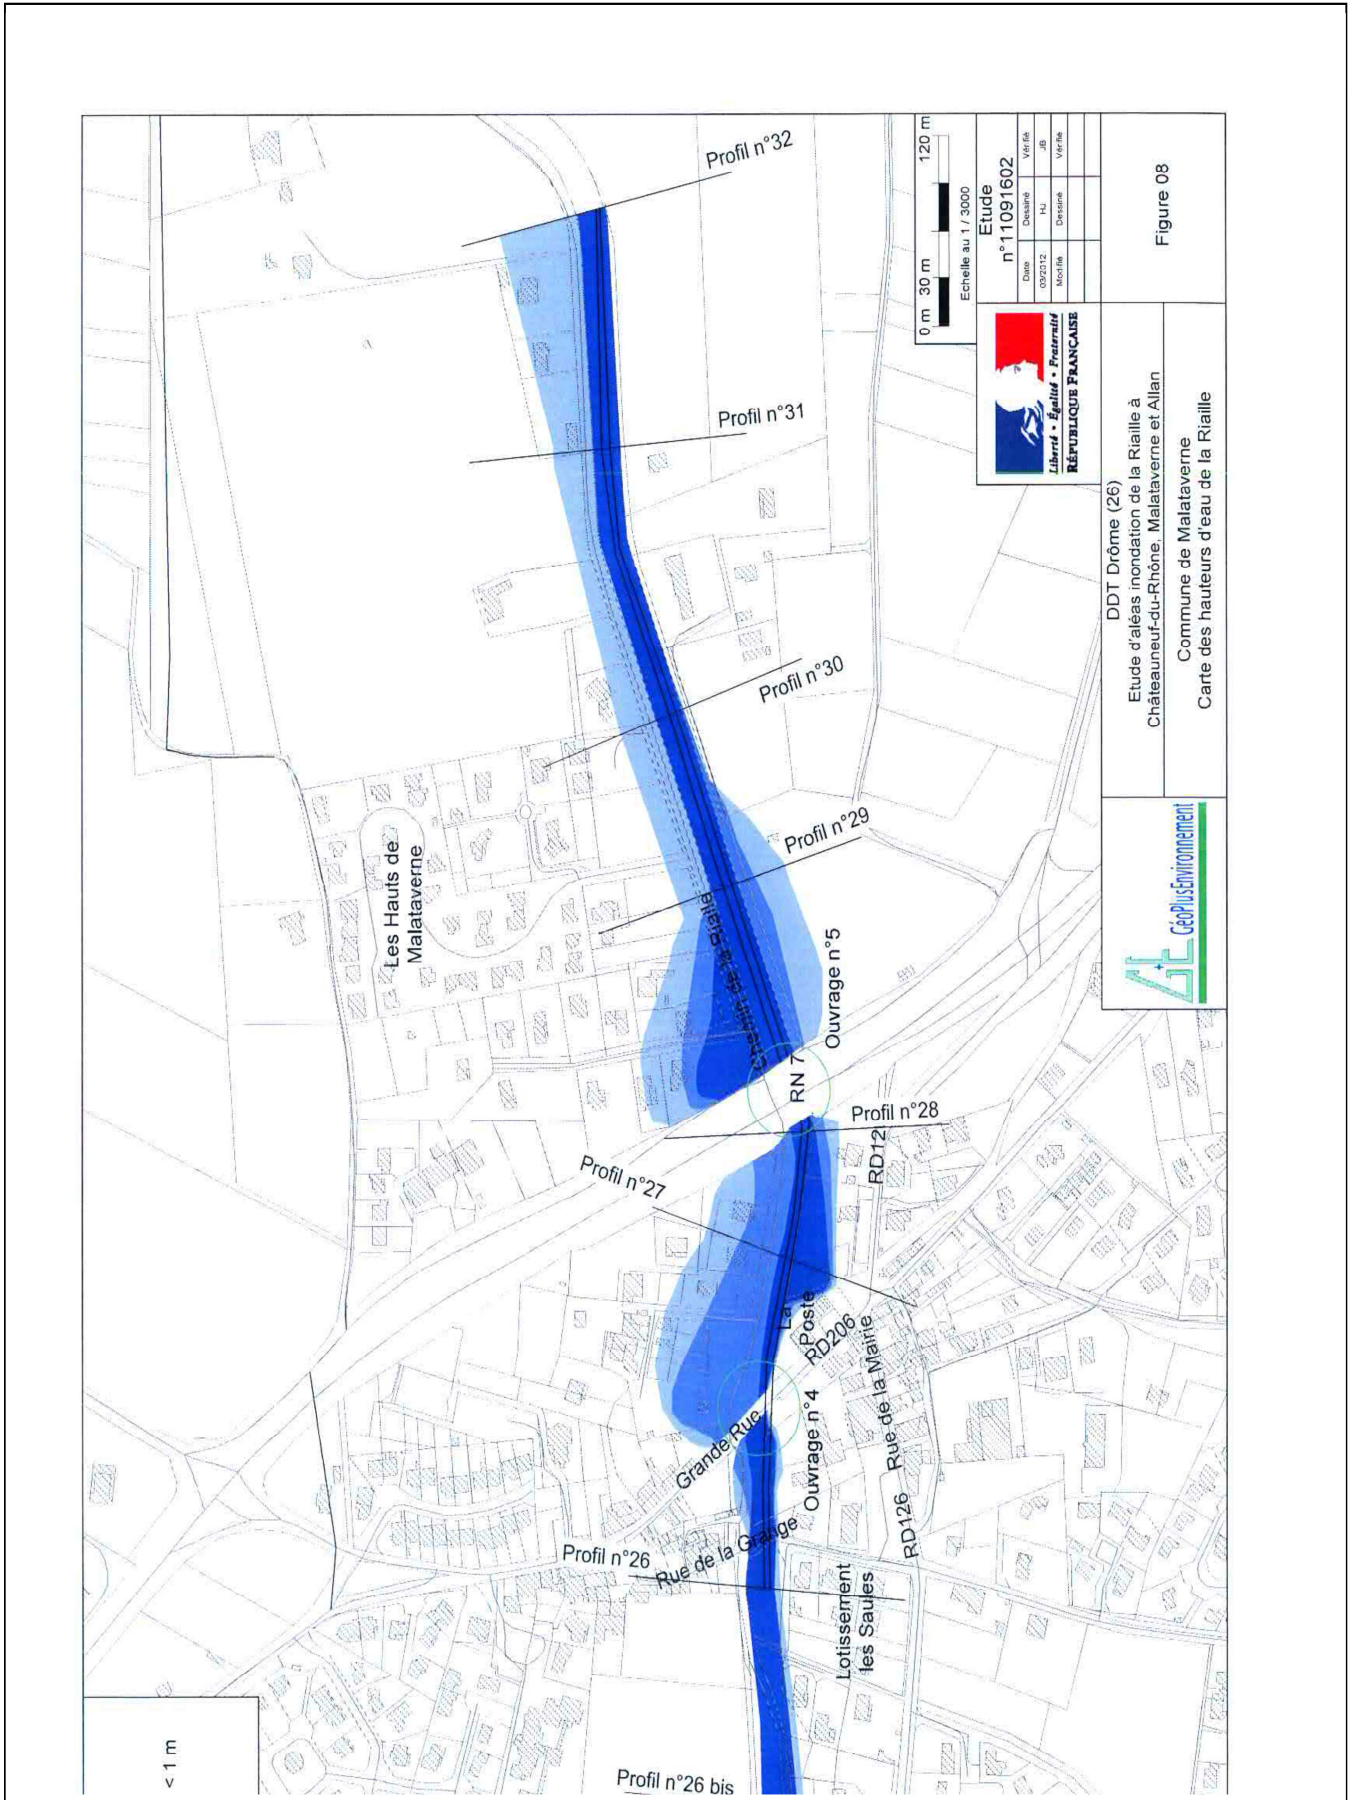 Profil n°32
Profil n°31
Profil n°30
Profil n°29
Les Hauts de
Malataverne
Chemin de la Riaille
Ouvrage n°5
RN 7
Profil n°28
Profil n°27
RD126
La
Poste
RD206
Rue de la Mairie
Grande Rue
Ouvrage n°4
RD126
Rue de la Grange
Profil n°26
Lotissement
les Saules
Profil n°26 bis
< 1 m
0 m 30 m 120 m
Echelle au 1 / 3000
Etude
n°11091602
Date Dessiné Vérifié
03/2012 HJ JB
Modifié Dessiné Vérifié
Liberté • Égalité • Fraternité
RÉPUBLIQUE FRANÇAISE
DDT Drôme (26)
Etude d'aléas inondation de la Riaille à
Châteauneuf-du-Rhône, Malataverne et Allan
Commune de Malataverne
Carte des hauteurs d'eau de la Riaille
Figure 08
GéoPlusEnvironnement